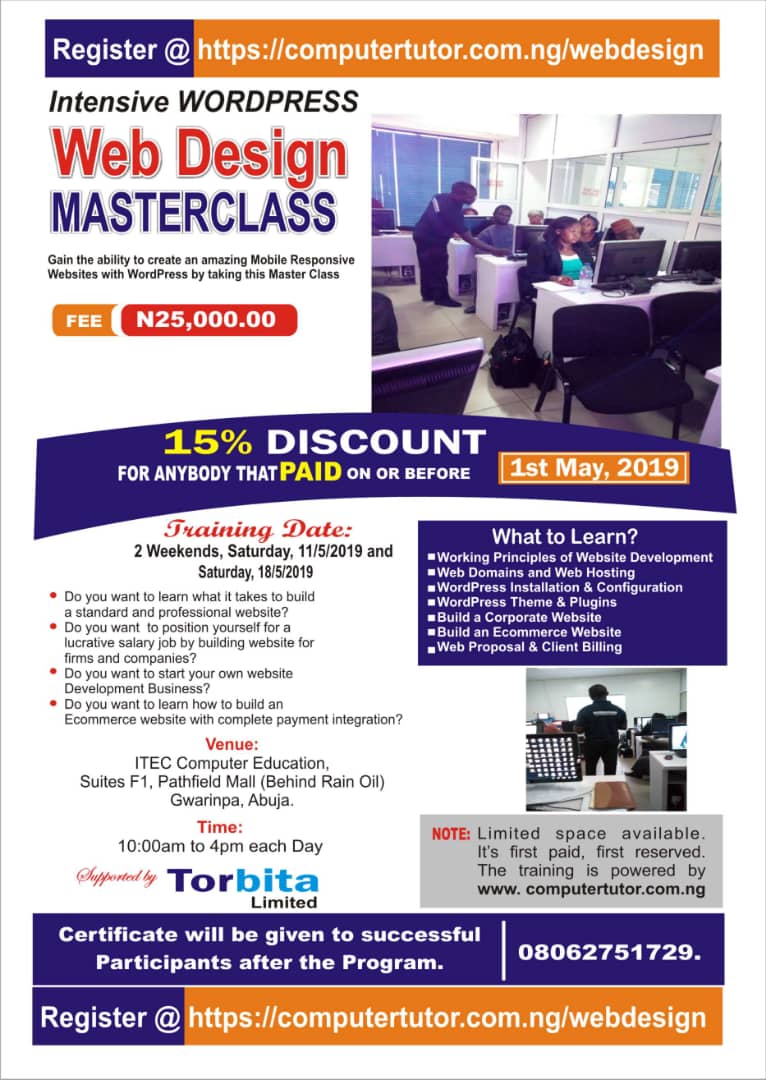 Register @ https://computertutor.com.ng/webdesign
Intensive WORDPRESS
Web Design
MASTERCLASS
Gain the ability to create an amazing Mobile Responsive
Websites with WordPress by taking this Master Class
FEE N25,000.00
15% DISCOUNT
FOR ANYBODY THAT PAID ON OR BEFORE 1st May, 2019
Training Date:
2 Weekends, Saturday, 11/5/2019 and
Saturday, 18/5/2019
• Do you want to learn what it takes to build
a standard and professional website?
• Do you want to position yourself for a
lucrative salary job by building website for
firms and companies?
• Do you want to start your own website
Development Business?
• Do you want to learn how to build an
Ecommerce website with complete payment integration?
What to Learn?
▪Working Principles of Website Development
▪Web Domains and Web Hosting
▪WordPress Installation & Configuration
▪WordPress Theme & Plugins
▪Build a Corporate Website
▪Build an Ecommerce Website
▪Web Proposal & Client Billing
Venue:
ITEC Computer Education,
Suites F1, Pathfield Mall (Behind Rain Oil)
Gwarinpa, Abuja.
Time:
10:00am to 4pm each Day
Supported by Torbita
Limited
NOTE: Limited space available.
It's first paid, first reserved.
The training is powered by
www. computertutor.com.ng
Certificate will be given to successful
Participants after the Program.
08062751729.
Register @ https://computertutor.com.ng/webdesign